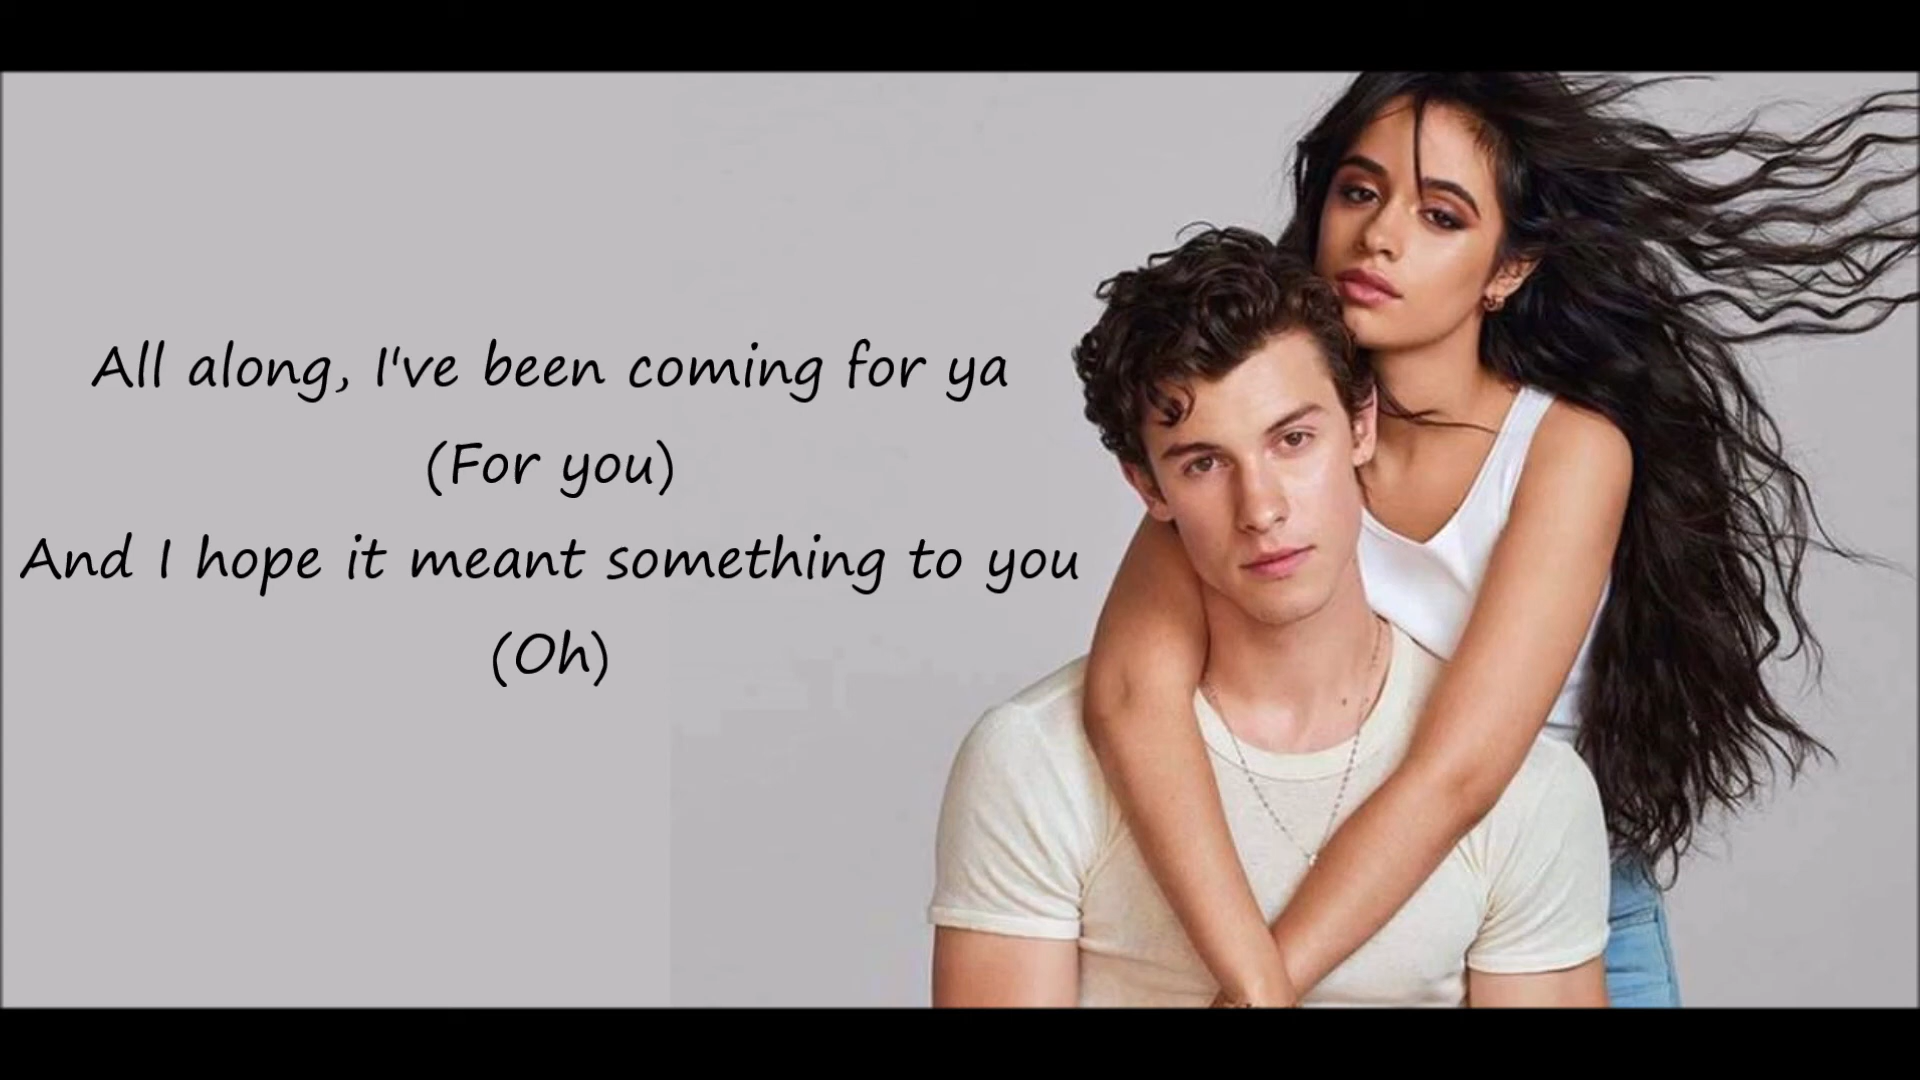 All along, I've been coming for ya
(For you)
And I hope it meant something to you
(Oh)